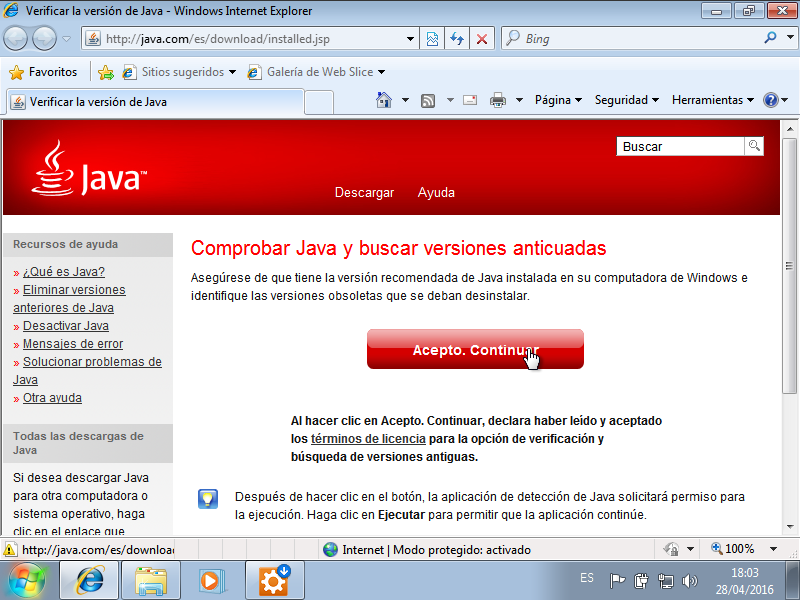 Verificar la versión de Java - Windows Internet Explorer
http://java.com/es/download/installed.jsp
Bing
Favoritos
Sitios sugeridos
Galería de Web Slice
Verificar la versión de Java
Página
Seguridad
Herramientas
Java™
Buscar
Descargar
Ayuda
Recursos de ayuda
» ¿Qué es Java?
» Eliminar versiones
anteriores de Java
» Desactivar Java
» Mensajes de error
» Solucionar problemas de
Java
» Otra ayuda
Todas las descargas de
Java
Si desea descargar Java
para otra computadora o
sistema operativo, haga
clic en el enlace que
Comprobar Java y buscar versiones anticuadas
Asegúrese de que tiene la versión recomendada de Java instalada en su computadora de Windows e
identifique las versiones obsoletas que se deban desinstalar.
Acepto. Continuar
Al hacer clic en Acepto. Continuar, declara haber leído y aceptado
los términos de licencia para la opción de verificación y
búsqueda de versiones antiguas.
Después de hacer clic en el botón, la aplicación de detección de Java solicitará permiso para
la ejecución. Haga clic en Ejecutar para permitir que la aplicación continúe.
http://java.com/es/downloa
Internet | Modo protegido: activado
100%
ES
18:03
28/04/2016